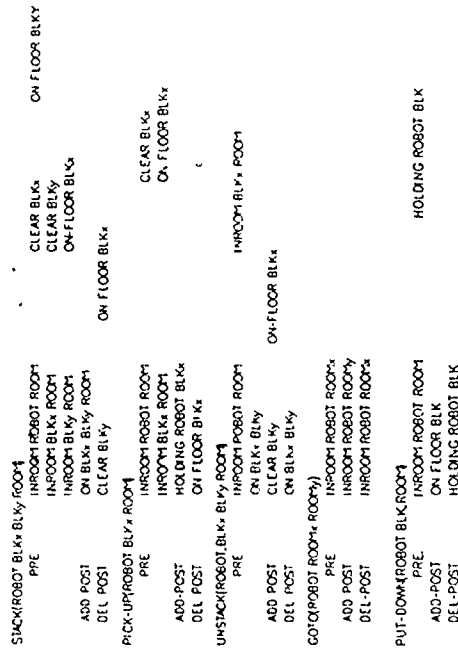 STACK(ROBOT BLKx BLKy ROOM)
PRE INROOM ROBOT ROOM CLEAR BLKx ON FLOOR BLKY
INROOM BLKx ROOM CLEAR BLKy
INROOM BLKy ROOM ON-FLOOR BLKx
ADD POST ON BLKx BLKy ROOM
DEL POST CLEAR BLKy ON FLOOR BLKx
PICK-UP(ROBOT BLKx ROOM)
PRE INROOM ROBOT ROOM CLEAR BLKx
INROOM BLKx ROOM ON FLOOR BLKx
ADD-POST HOLDING ROBOT BLKx
DEL POST ON FLOOR BLKx
UNSTACK(ROBOT,BLKx BLKy ROOM)
PRE INROOM ROBOT ROOM INROOM BLKx ROOM
ON BLKx BLKy
ADD POST CLEAR BLKy ON-FLOOR BLKx
DEL POST ON BLKx BLKy
GOTO(ROBOT ROOMx ROOMy)
PRE INROOM ROBOT ROOMx
ADD POST INROOM ROBOT ROOMy
DEL-POST INROOM ROBOT ROOMx
PUT-DOWN(ROBOT BLK,ROOM)
PRE. INROOM ROBOT ROOM HOLDING ROBOT BLK
ADD-POST ON FLOOR BLK
DEL POST HOLDING ROBOT BLK